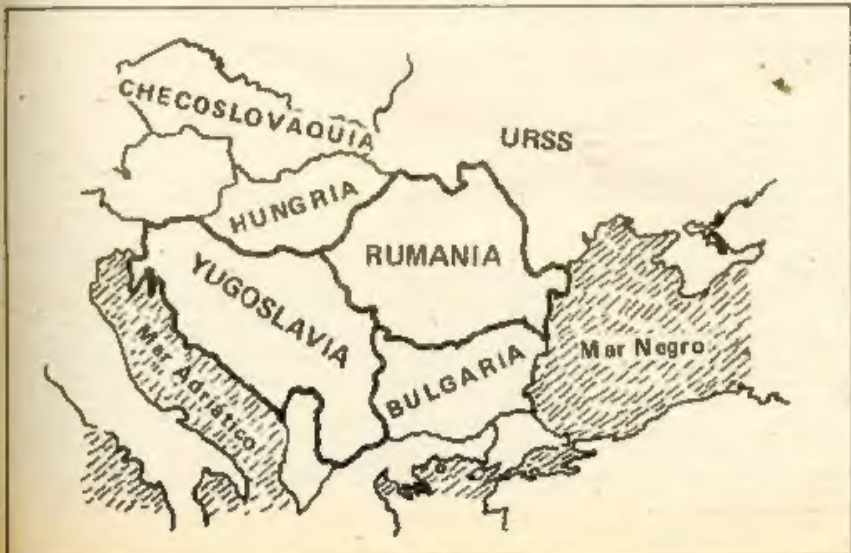 CHECOSLOVAQUIA
URSS
HUNGRIA
RUMANIA
YUGOSLAVIA
Mar Negro
BULGARIA
Mar Adriático